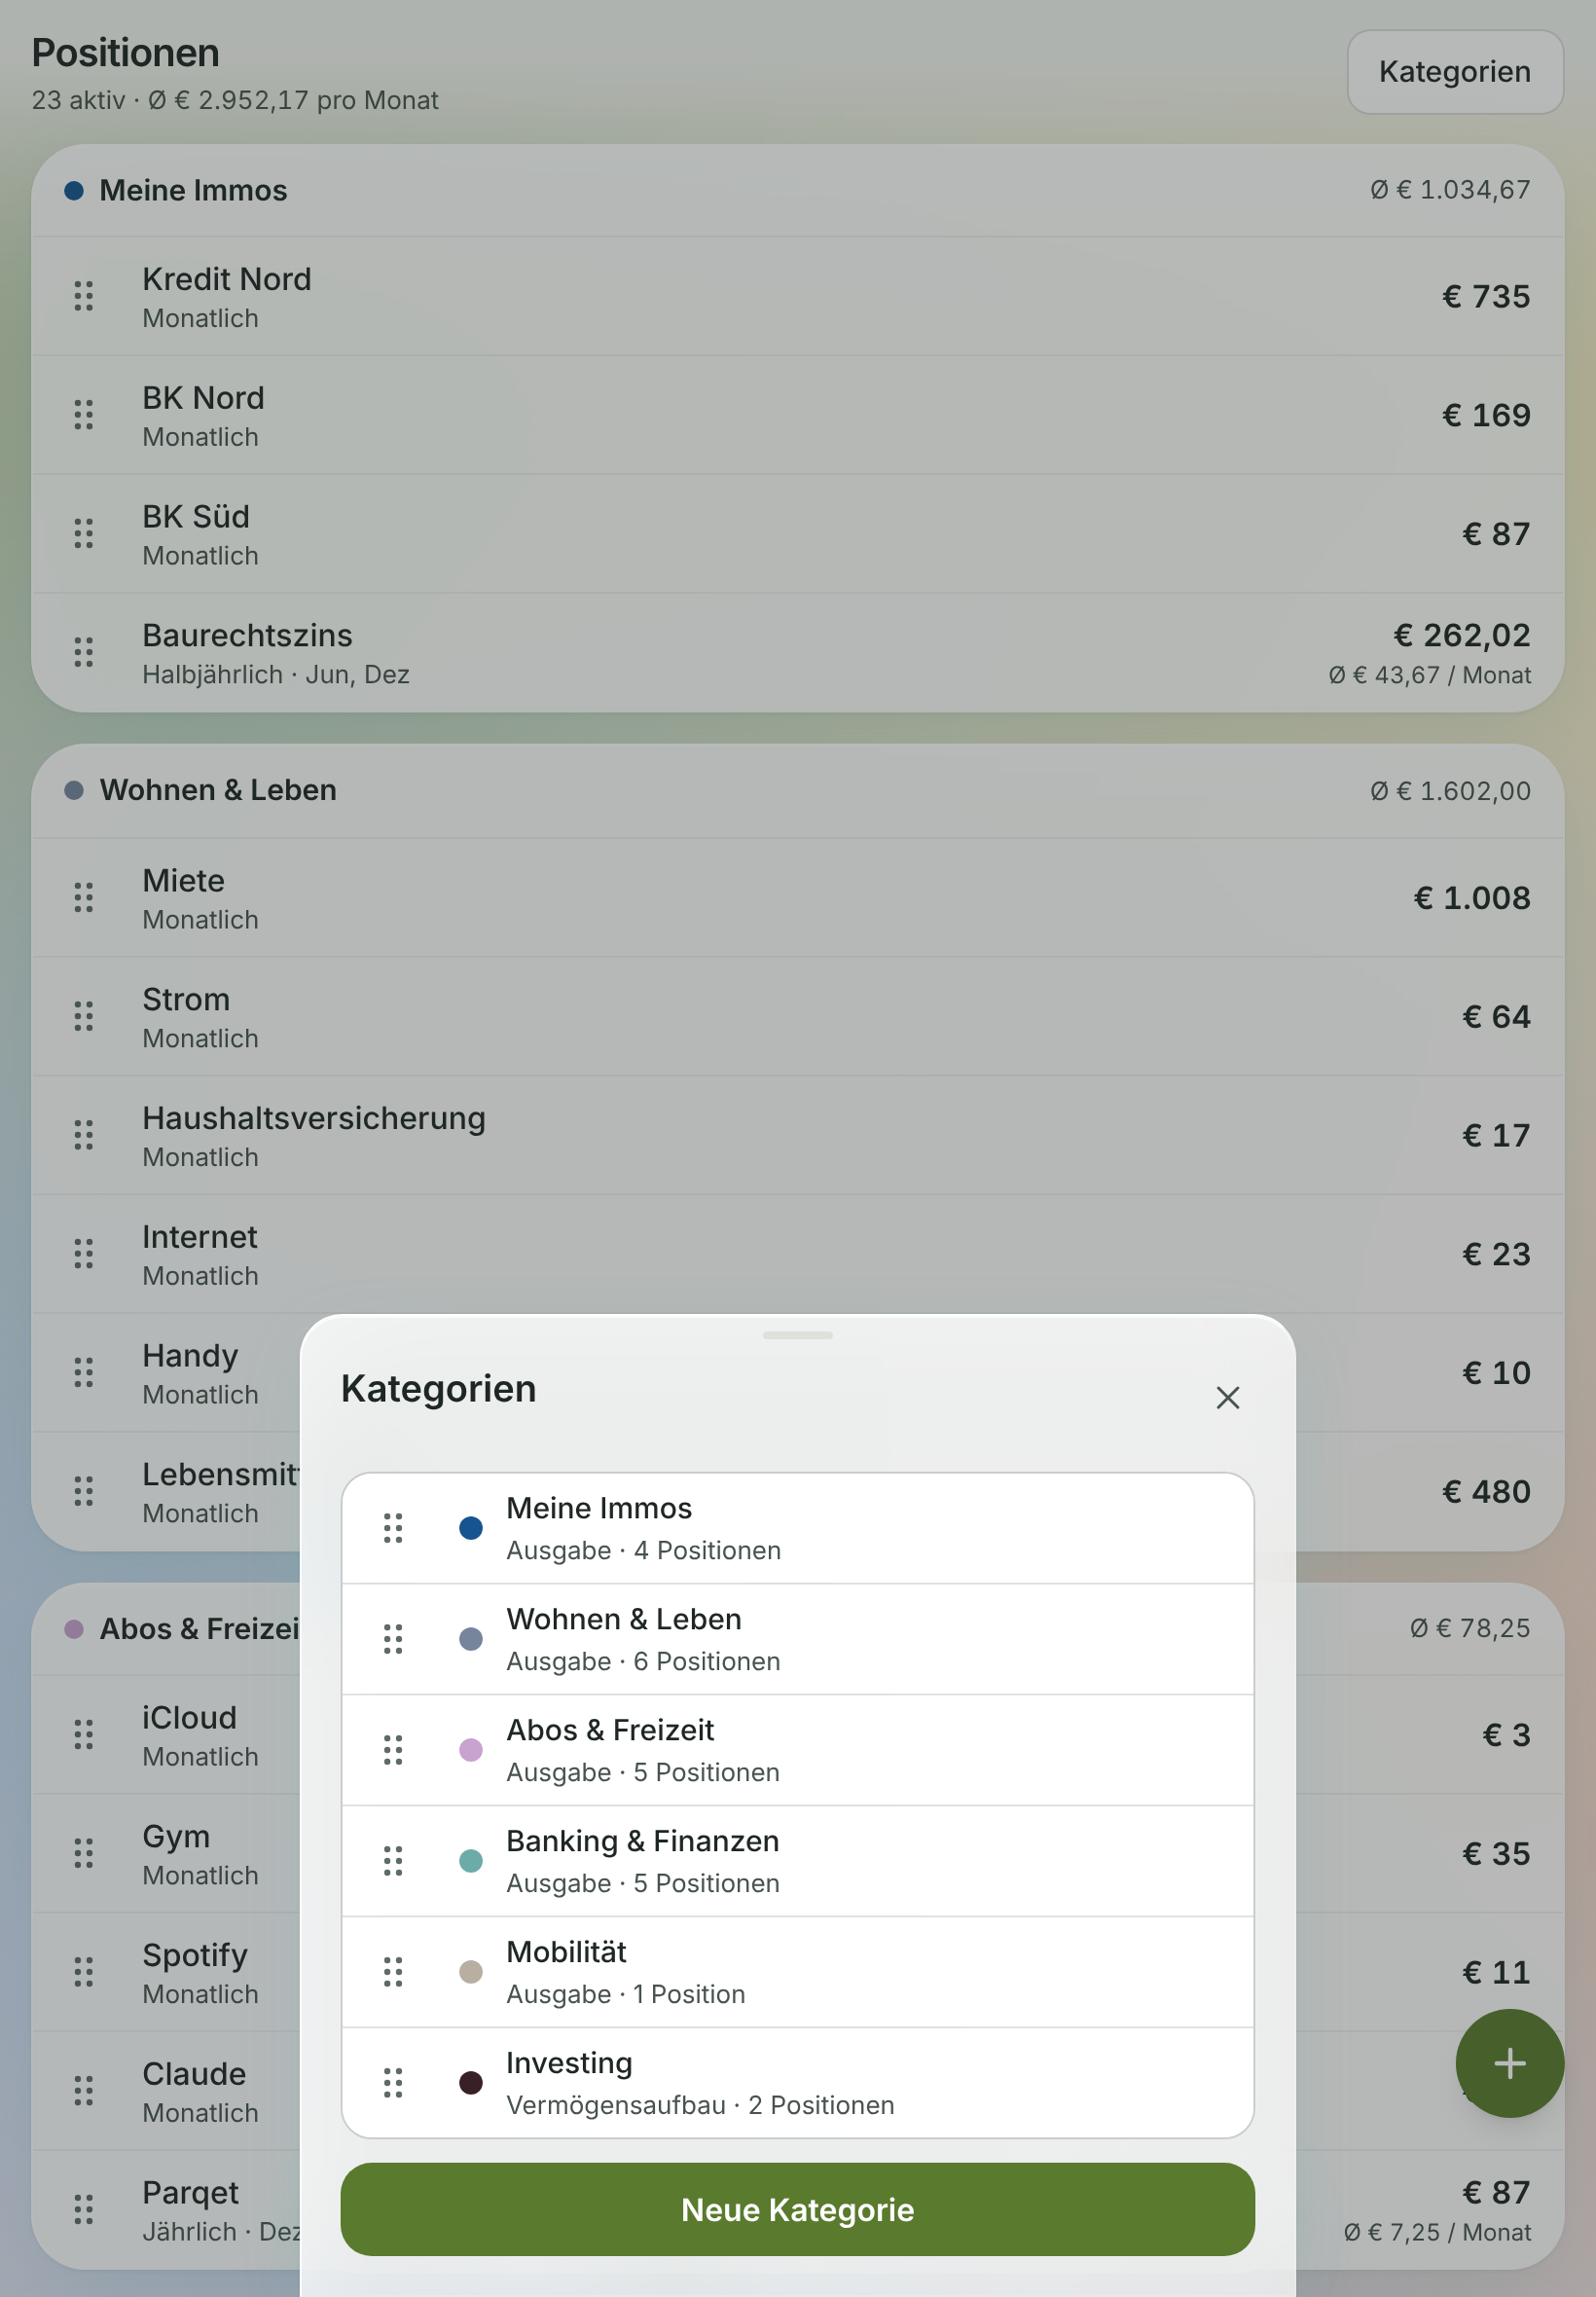 Positionen
23 aktiv · Ø € 2.952,17 pro Monat
Kategorien
Meine Immos
Ø € 1.034,67
Kredit Nord
Monatlich
€ 735
BK Nord
Monatlich
€ 169
BK Süd
Monatlich
€ 87
Baurechtszins
Halbjährlich · Jun, Dez
€ 262,02
Ø € 43,67 / Monat
Wohnen & Leben
Ø € 1.602,00
Miete
Monatlich
€ 1.008
Strom
Monatlich
€ 64
Haushaltsversicherung
Monatlich
€ 17
Internet
Monatlich
€ 23
Handy
Monatlich
€ 10
Monatlich
€ 480
Abos &
Ø € 78,25
iCloud
Monatlich
€ 3
Gym
Monatlich
€ 35
Spotify
Monatlich
€ 11
Claude
Monatlich
Parqet
Jährlich · Dez
€ 87
Ø € 7,25 / Monat
Kategorien
Meine Immos
Ausgabe · 4 Positionen
Wohnen & Leben
Ausgabe · 6 Positionen
Abos & Freizeit
Ausgabe · 5 Positionen
Banking & Finanzen
Ausgabe · 5 Positionen
Mobilität
Ausgabe · 1 Position
Investing
Vermögensaufbau · 2 Positionen
Neue Kategorie